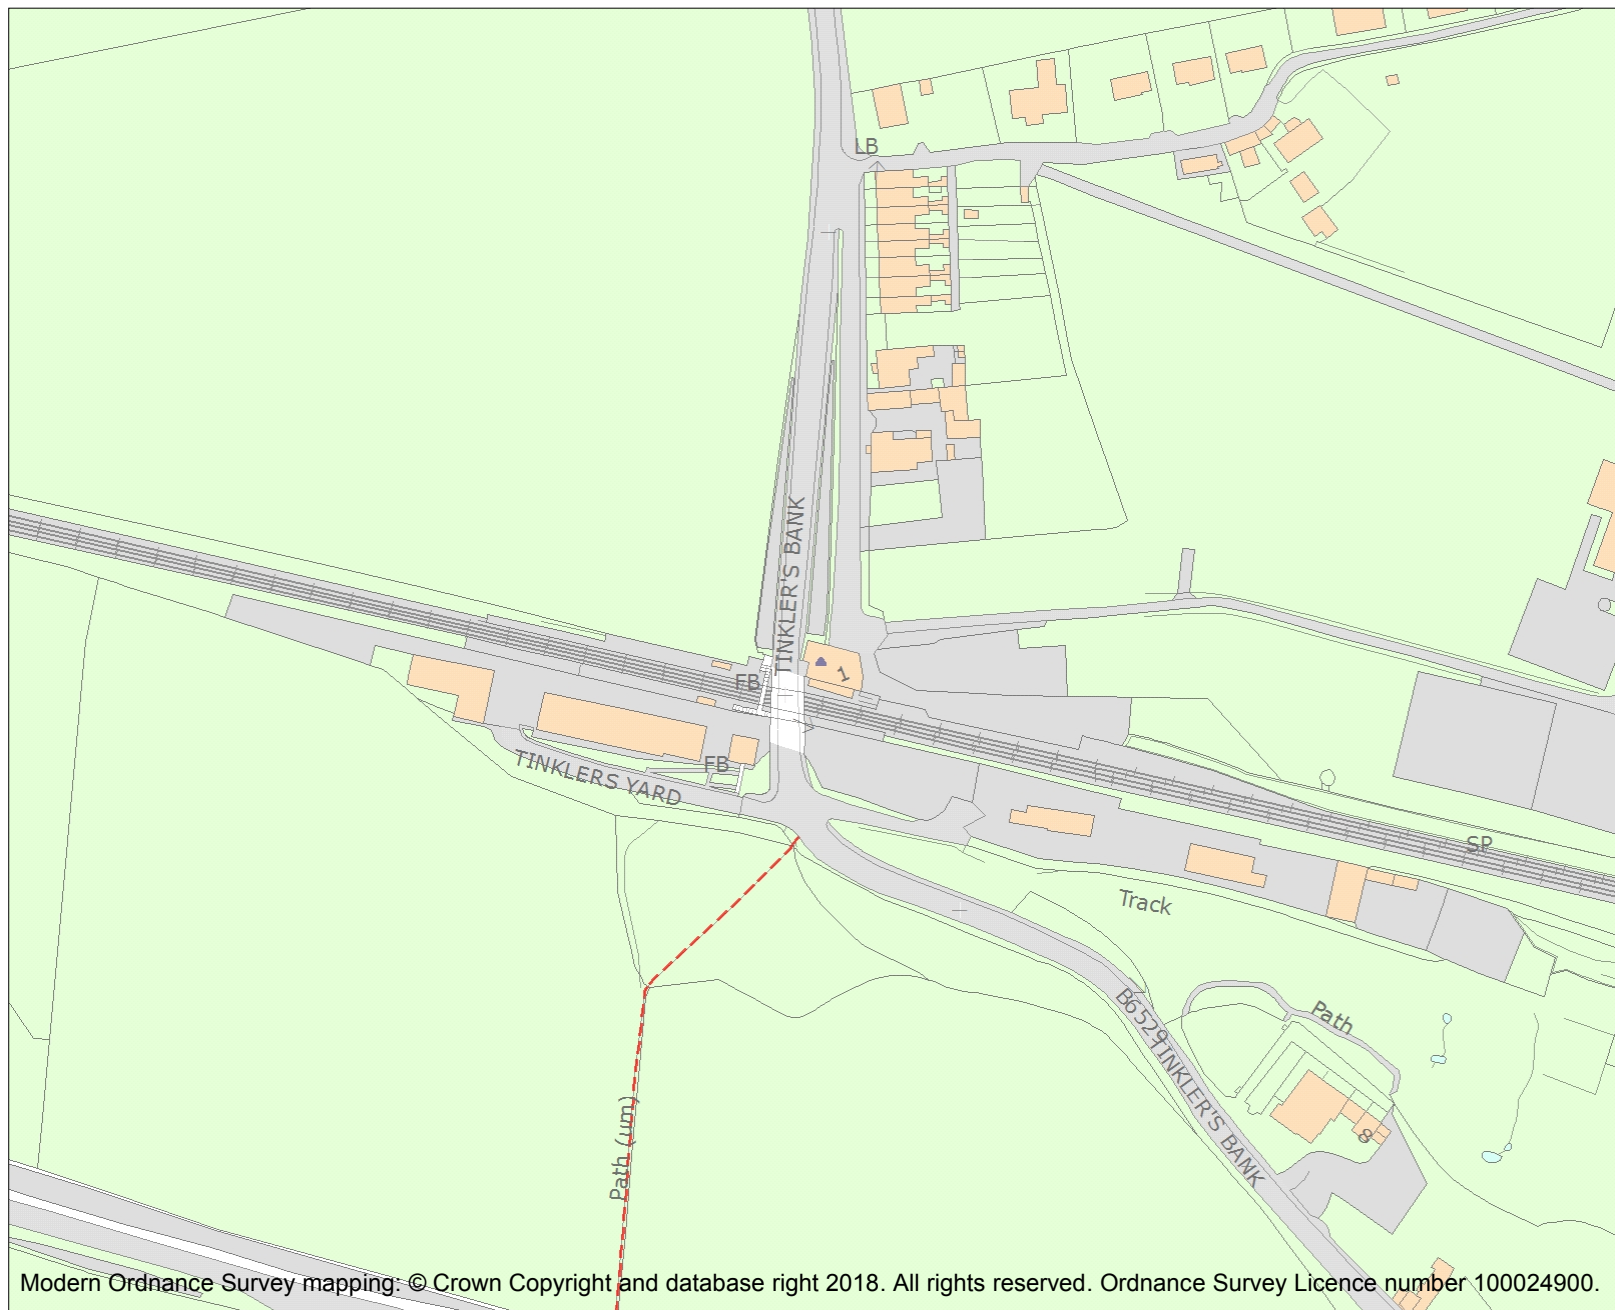 LB
TINKLER'S BANK
1
FB
FB
TINKLERS YARD
SP
Track
Path
B6529
TINKLER'S BANK
Path (um)
8
Modern Ordnance Survey mapping: © Crown Copyright and database right 2018. All rights reserved. Ordnance Survey Licence number 100024900.